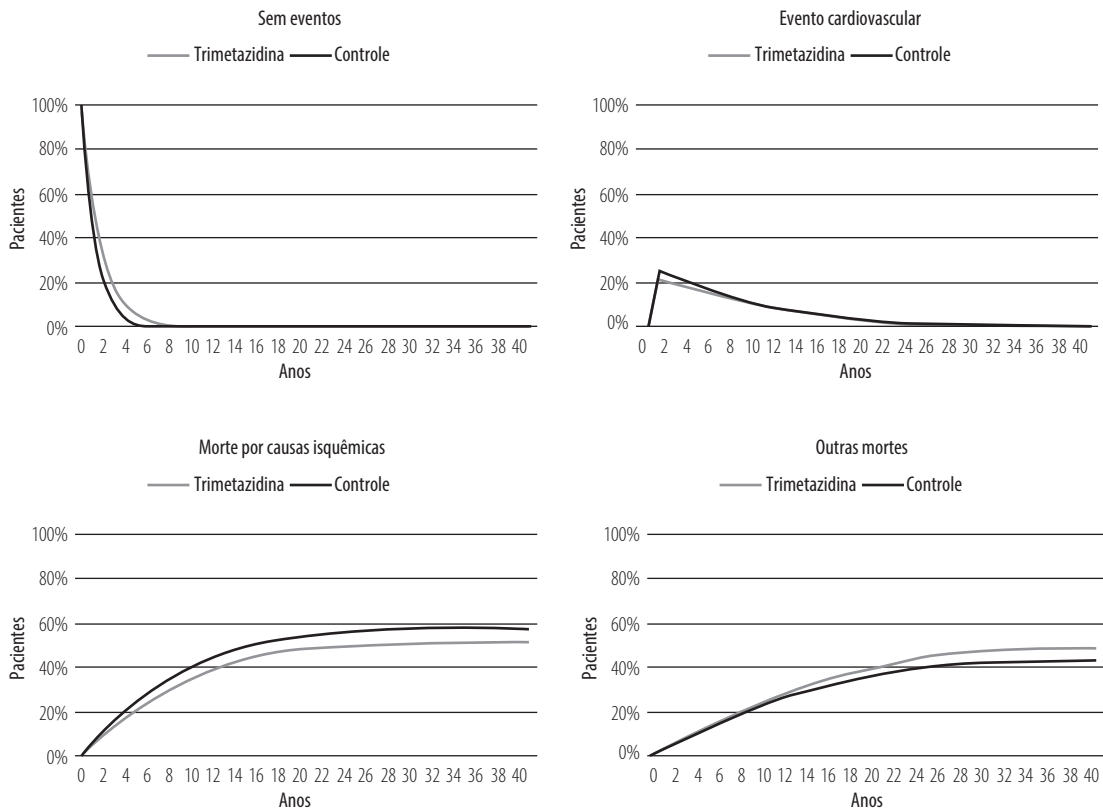 Sem eventos
Trimetazidina Controle
100%
80%
60%
40%
20%
0%
Pacientes
0 2 4 6 8 10 12 14 16 18 20 22 24 26 28 30 32 34 36 38 40
Anos
Evento cardiovascular
Trimetazidina Controle
100%
80%
60%
40%
20%
0%
Pacientes
0 2 4 6 8 10 12 14 16 18 20 22 24 26 28 30 32 34 36 38 40
Anos
Morte por causas isquêmicas
Trimetazidina Controle
100%
80%
60%
40%
20%
0%
Pacientes
0 2 4 6 8 10 12 14 16 18 20 22 24 26 28 30 32 34 36 38 40
Anos
Outras mortes
Trimetazidina Controle
100%
80%
60%
40%
20%
0%
Pacientes
0 2 4 6 8 10 12 14 16 18 20 22 24 26 28 30 32 34 36 38 40
Anos